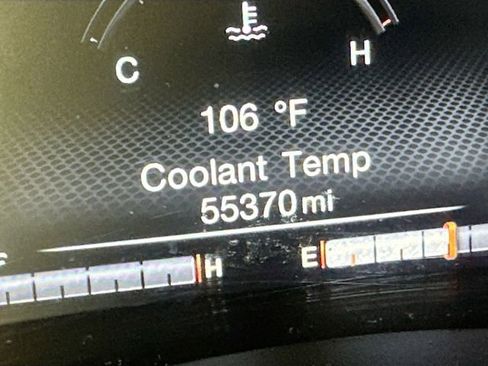 C H
106 °F
Coolant Temp
55370 mi
H E